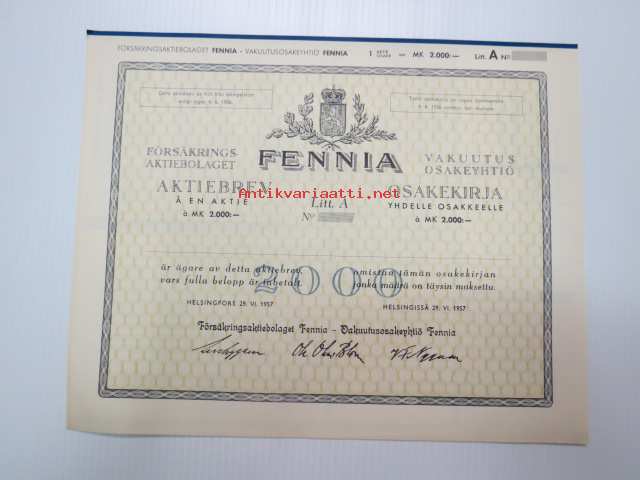 FÖRSÄKRINGSAKTIEBOLAGET FENNIA - VAKUUTUSOSAKEYHTIÖ FENNIA 1 AKTIE OSAKE — MK 2.000:— Litt. A Nº
FÖRSÄKRINGS
AKTIEBOLAGET
FENNIA
VAKUUTUS
OSAKEYHTIÖ
AKTIEBREV
Å EN AKTIE
à MK 2.000:—
Litt. A
Nº
OSAKEKIRJA
YHDELLE OSAKKEELLE
à MK 2.000:—
Antikvariaatti.net
2000
är ägare av detta aktiebrev,
vars fulla belopp är inbetalt.
omistaa tämän osakekirjan
jonka määrä on täysin maksettu.
HELSINGFORS 29. VI. 1957
HELSINGISSÄ 29. VI. 1957
Försäkringsaktiebolaget Fennia - Vakuutusosakeyhtiö Fennia